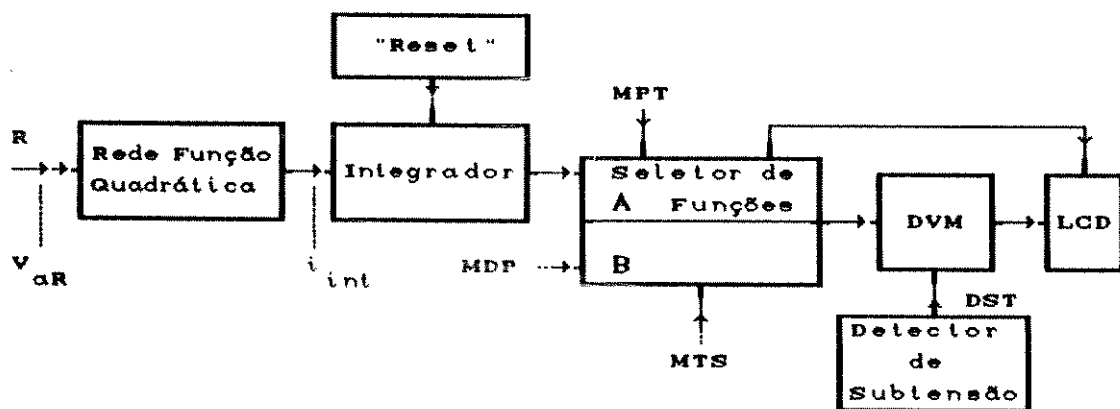 "Reset"
MPT
R
Rede Função
Quadrática
Integrador
Seletor de
A Funções
DVM
LCD
V aR
i int
MDP
B
DST
MTS
Detector
de
Subtensão